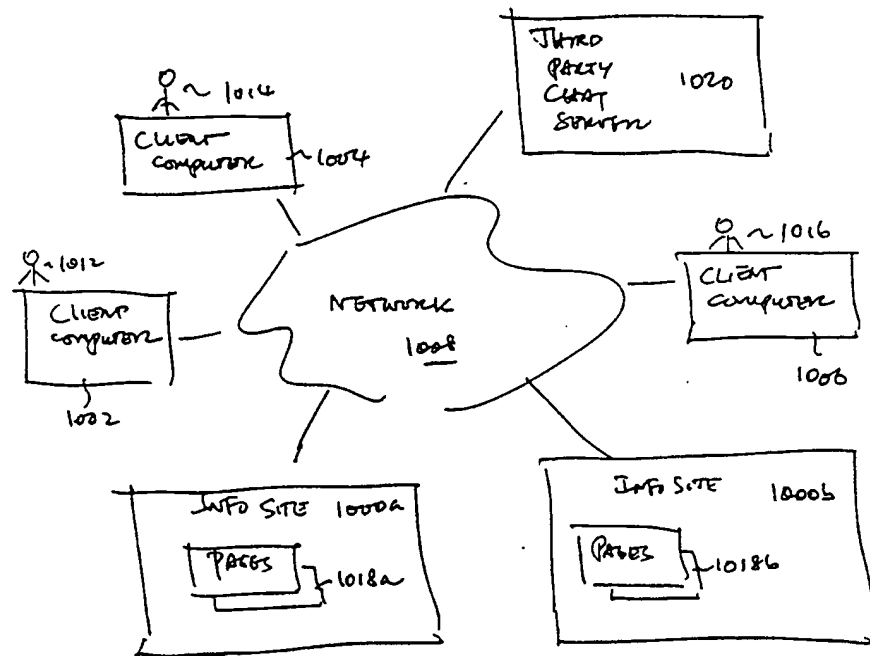 THIRD
PARTY
CHAT
SERVER
1020
1014
CLIENT
COMPUTER
1004
1012
CLIENT
COMPUTER
1002
NETWORK
1008
1016
CLIENT
COMPUTER
1006
INFO SITE 1000a
PAGES
1018a
INFO SITE 1000b
PAGES
1018b